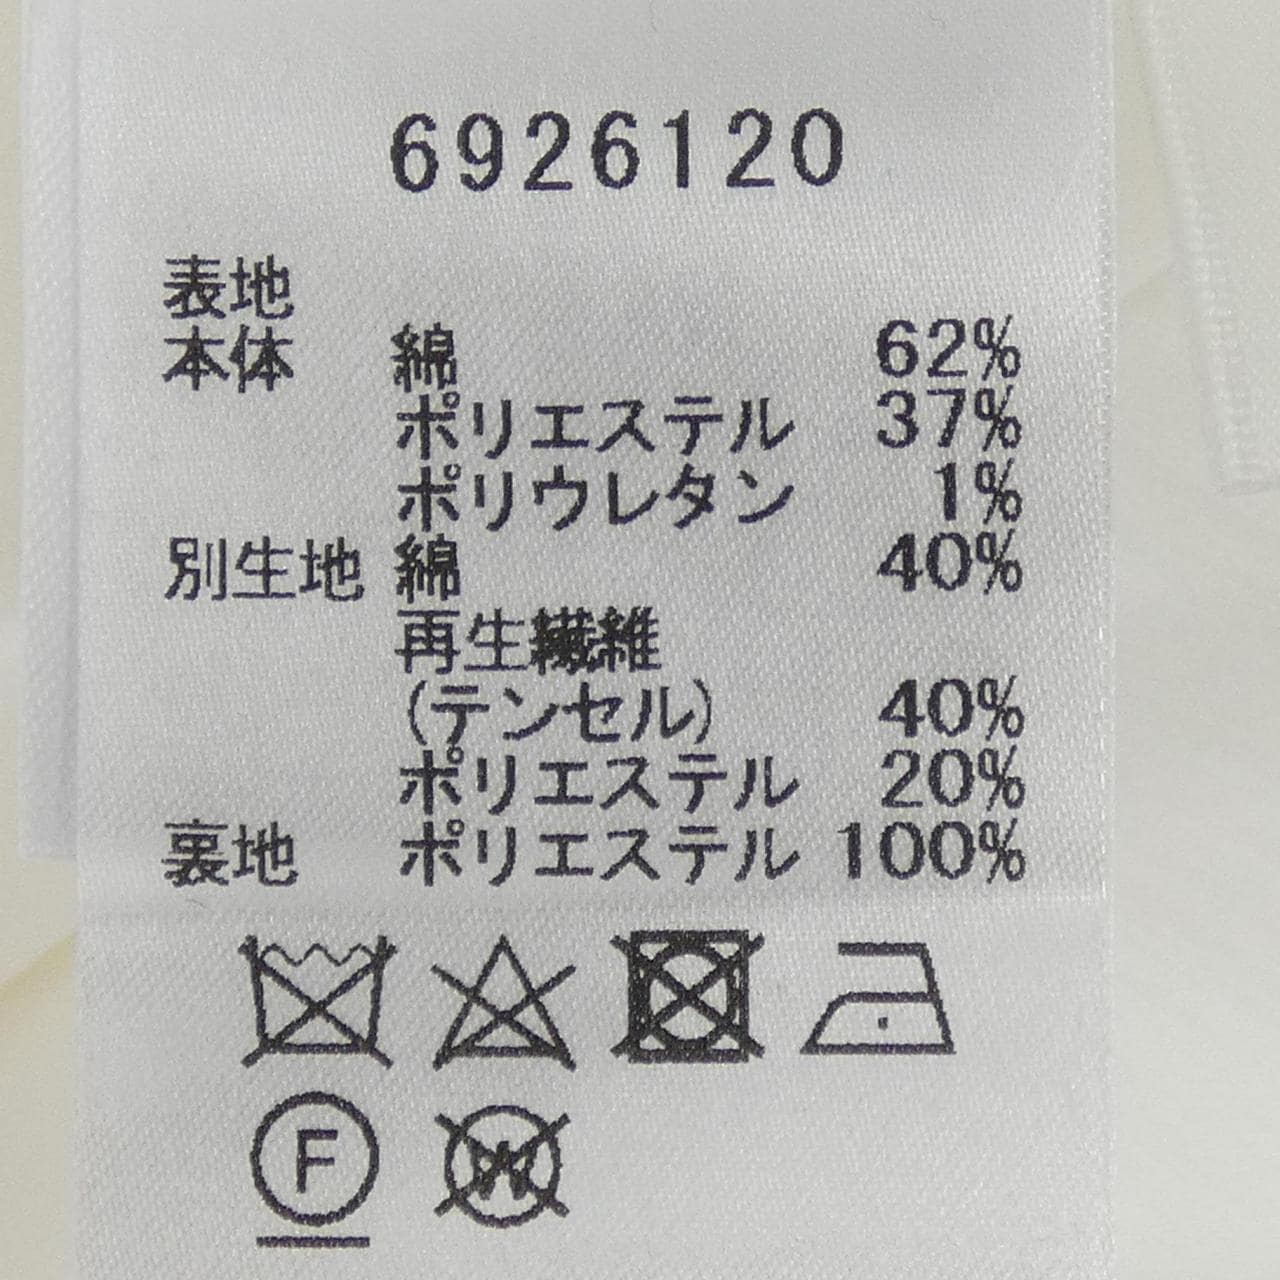 6926120
表地
本体 綿 62%
ポリエステル 37%
ポリウレタン 1%
別生地 綿 40%
再生繊維
(テンセル) 40%
ポリエステル 20%
裏地 ポリエステル 100%
F
W